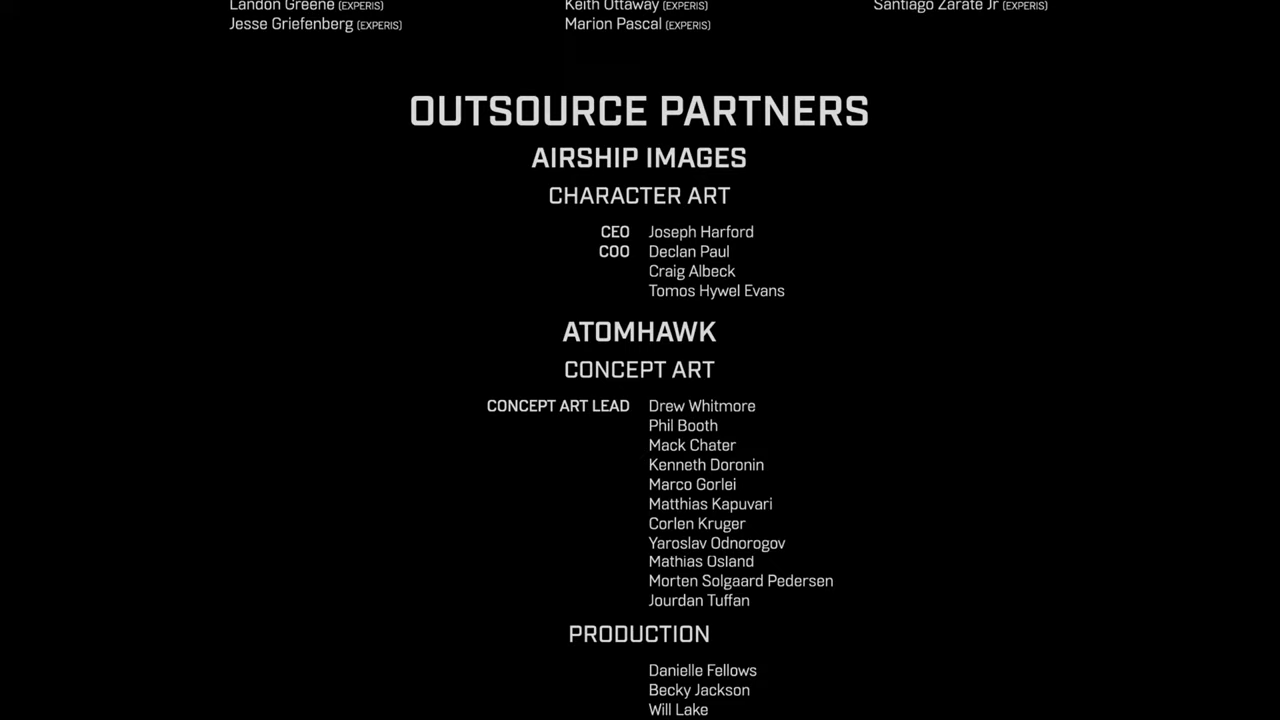 Landon Greene (EXPERIS) Keith Ottaway (EXPERIS) Santiago Zarate Jr (EXPERIS)
Jesse Griefenberg (EXPERIS) Marion Pascal (EXPERIS)
OUTSOURCE PARTNERS
AIRSHIP IMAGES
CHARACTER ART
CEO Joseph Harford
COO Declan Paul
Craig Albeck
Tomos Hywel Evans
ATOMHAWK
CONCEPT ART
CONCEPT ART LEAD Drew Whitmore
Phil Booth
Mack Chater
Kenneth Doronin
Marco Gorlei
Matthias Kapuvari
Corlen Kruger
Yaroslav Odnorogov
Mathias Osland
Morten Solgaard Pedersen
Jourdan Tuffan
PRODUCTION
Danielle Fellows
Becky Jackson
Will Lake